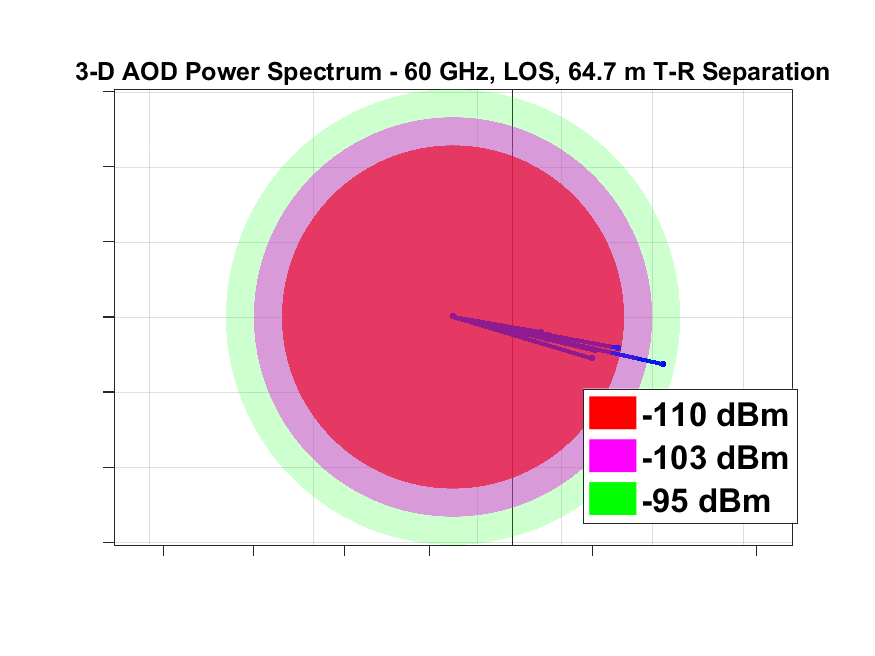 3-D AOD Power Spectrum - 60 GHz, LOS, 64.7 m T-R Separation
-110 dBm
-103 dBm
-95 dBm